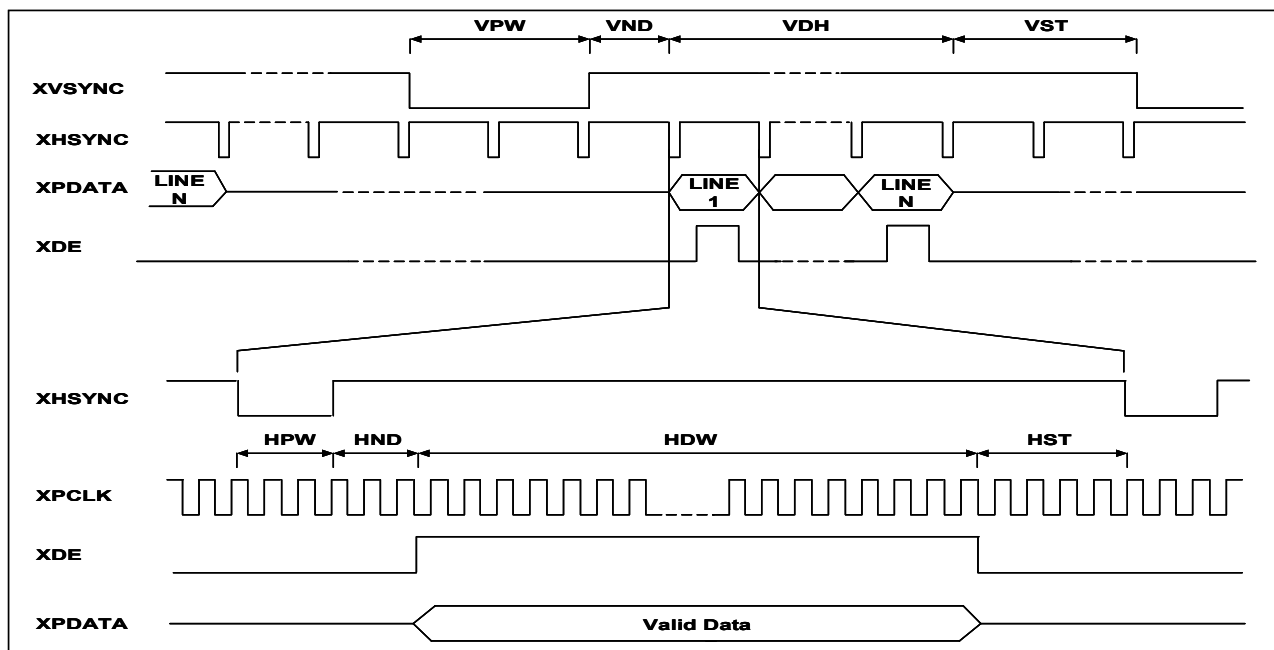 VPW VND VDH VST
XVSYNC
XHSYNC
XPDATA LINE N LINE 1 LINE N
XDE
XHSYNC
HPW HND HDW HST
XPCLK
XDE
XPDATA Valid Data